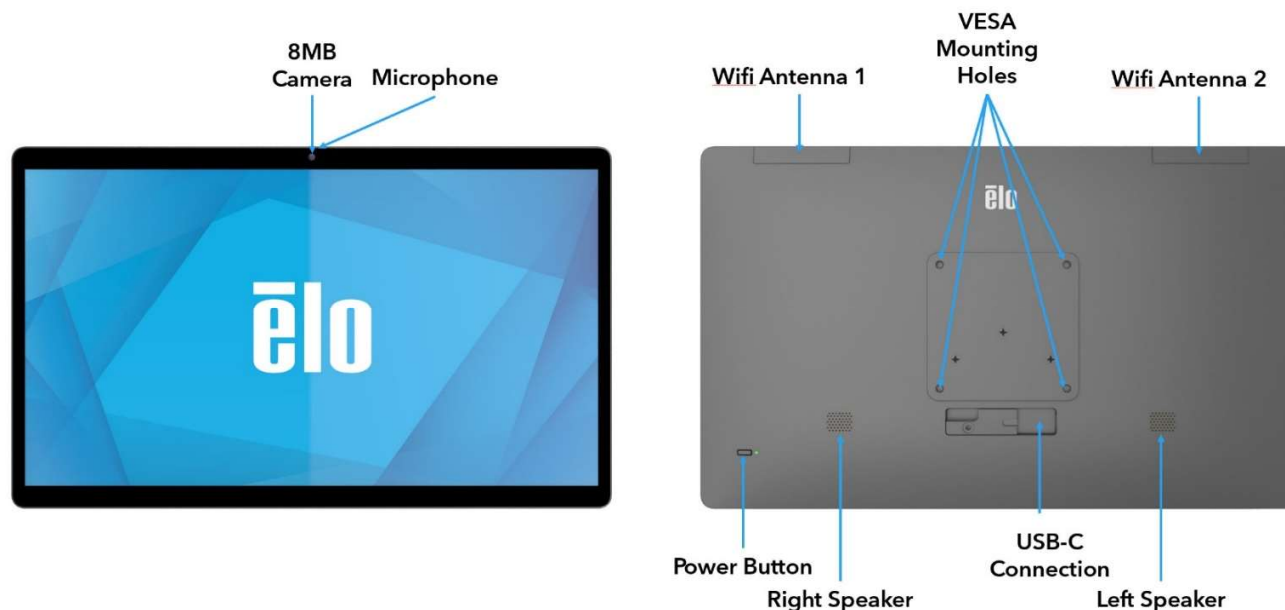 8MB
Camera
Microphone
ēlo
VESA
Mounting
Holes
Wifi Antenna 1
Wifi Antenna 2
ēlo
Power Button
Right Speaker
USB-C
Connection
Left Speaker